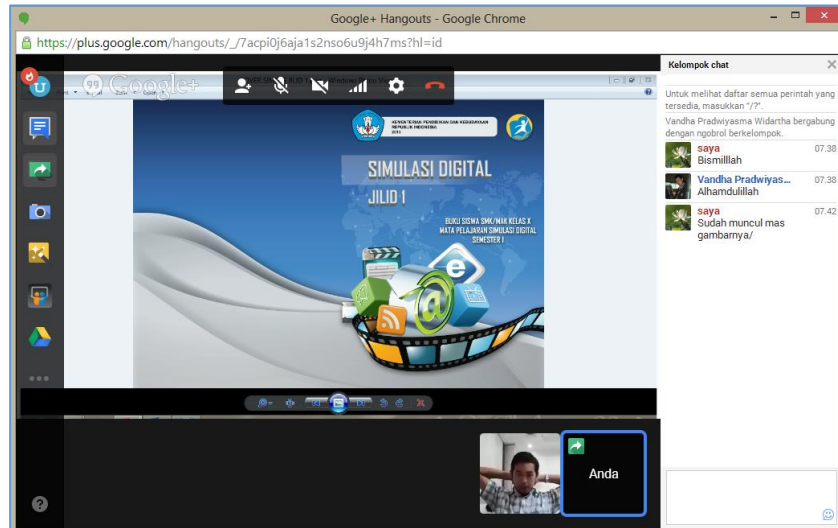 Google+ Hangouts - Google Chrome
https://plus.google.com/hangouts/_/7acpi0j6aja1s2nso6u9j4h7ms?hl=id
Google+
KEMENTERIAN PENDIDIKAN DAN KEBUDAYAAN
REPUBLIK INDONESIA
2013
SIMULASI DIGITAL
JILID 1
BUKU SISWA SMK/MAK KELAS X
MATA PELAJARAN SIMULASI DIGITAL
SEMESTER I
Anda
Kelompok chat
Untuk melihat daftar semua perintah yang
tersedia, masukkan "/?".
Vandha Pradwiyasma Widartha bergabung
dengan ngobrol berkelompok.
saya 07.38
Bismilllah
Vandha Pradwiyas... 07.38
Alhamdulillah
saya 07.42
Sudah muncul mas
gambarnya/